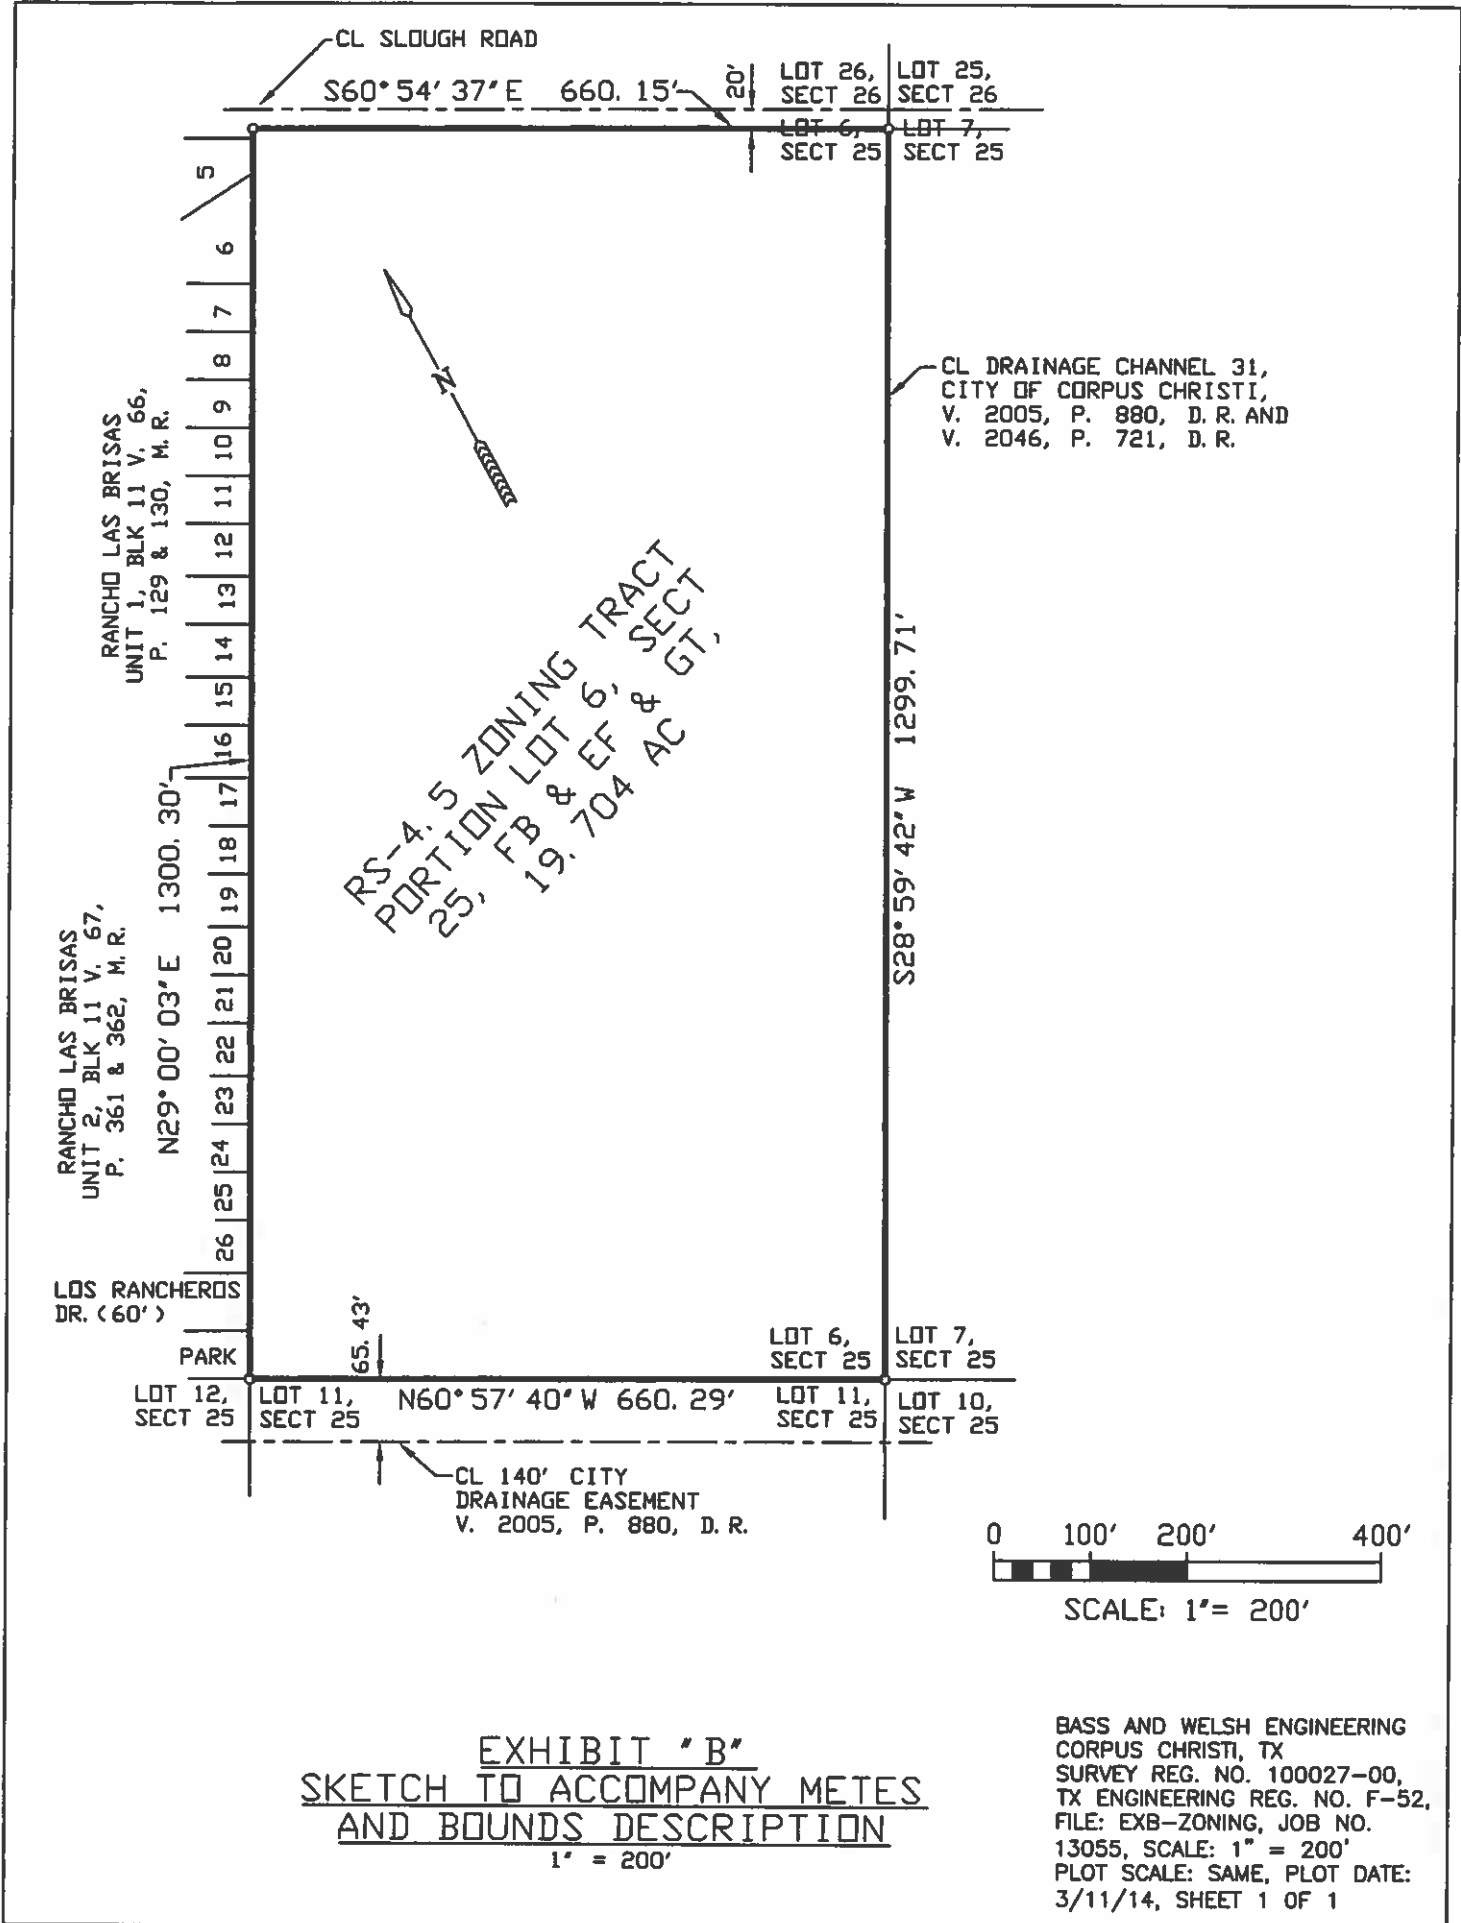 CL SLOUGH ROAD
S60°54'37"E 660.15'
20'
LOT 26,
SECT 26
LOT 25,
SECT 26
LOT 6,
SECT 25
LOT 7,
SECT 25
5
6
7
8
9
10
11
12
13
14
15
16
17
18
19
20
21
22
23
24
25
26
RANCHO LAS BRISAS
UNIT 1, BLK 11 V. 66,
P. 129 & 130, M.R.
N
CL DRAINAGE CHANNEL 31,
CITY OF CORPUS CHRISTI,
V. 2005, P. 880, D.R. AND
V. 2046, P. 721, D.R.
RS-4.5 ZONING TRACT
PORTION LOT 6, SECT
25, FB & EF & GT,
19.704 AC
S28°59'42"W 1299.71'
N29°00'03"E 1300.30'
RANCHO LAS BRISAS
UNIT 2, BLK 11 V. 67,
P. 361 & 362, M.R.
LOS RANCHEROS
DR. (60')
PARK
65.43'
LOT 6,
SECT 25
LOT 7,
SECT 25
LOT 12,
SECT 25
LOT 11,
SECT 25
N60°57'40"W 660.29'
LOT 11,
SECT 25
LOT 10,
SECT 25
CL 140' CITY
DRAINAGE EASEMENT
V. 2005, P. 880, D.R.
0 100' 200' 400'
SCALE: 1"= 200'
EXHIBIT "B"
SKETCH TO ACCOMPANY METES
AND BOUNDS DESCRIPTION
1" = 200'
BASS AND WELSH ENGINEERING
CORPUS CHRISTI, TX
SURVEY REG. NO. 100027-00,
TX ENGINEERING REG. NO. F-52,
FILE: EXB-ZONING, JOB NO.
13055, SCALE: 1" = 200'
PLOT SCALE: SAME, PLOT DATE:
3/11/14, SHEET 1 OF 1